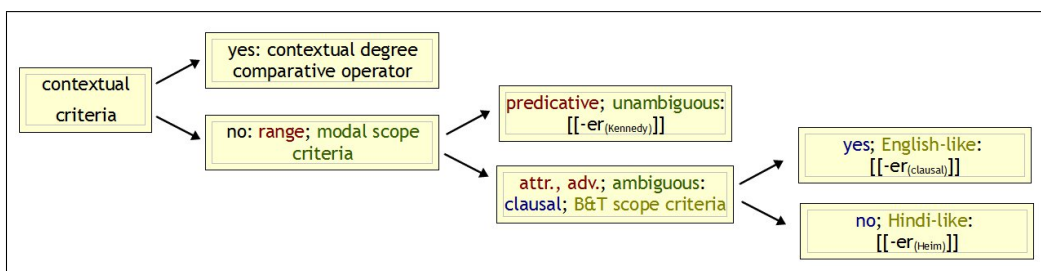 contextual
criteria
yes: contextual degree
comparative operator
no: range; modal scope
criteria
predicative; unambiguous:
[[-er(Kennedy)]]
attr., adv.; ambiguous:
clausal; B&T scope criteria
yes; English-like:
[[-er(clausal)]]
no; Hindi-like:
[[-er(Heim)]]